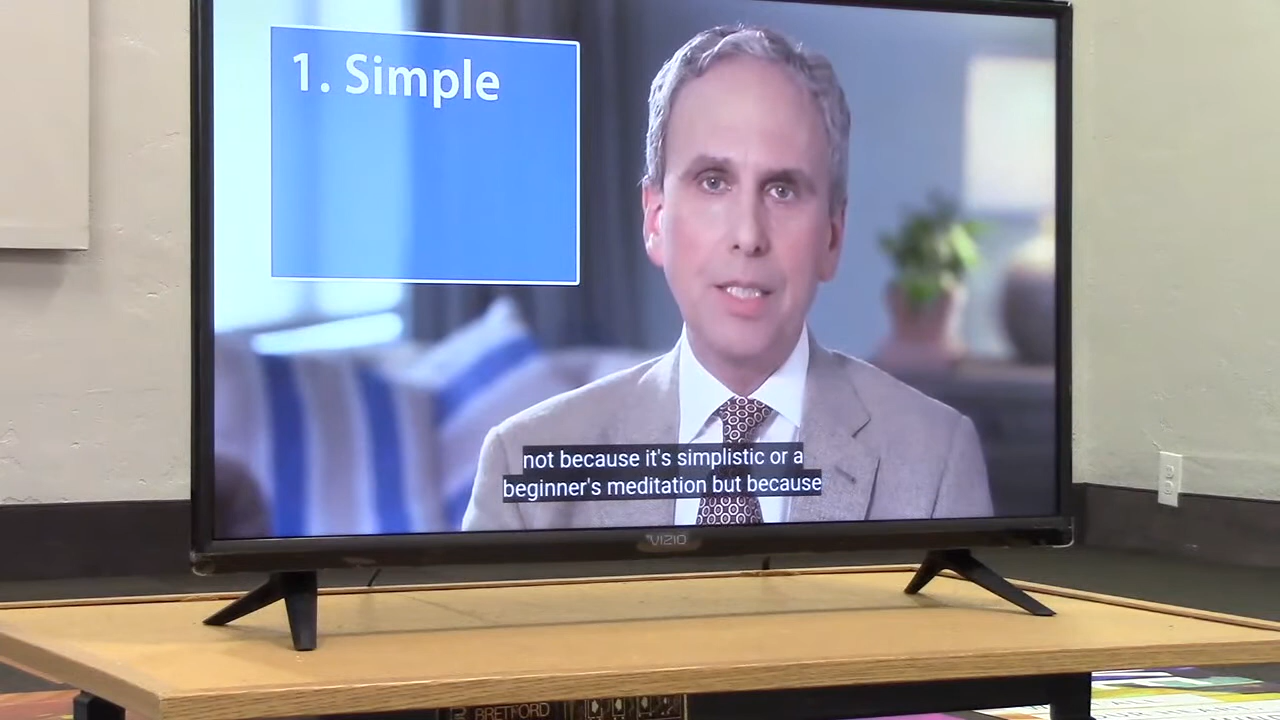 1. Simple
not because it's simplistic or a
beginner's meditation but because
VIZIO
BRETFORD